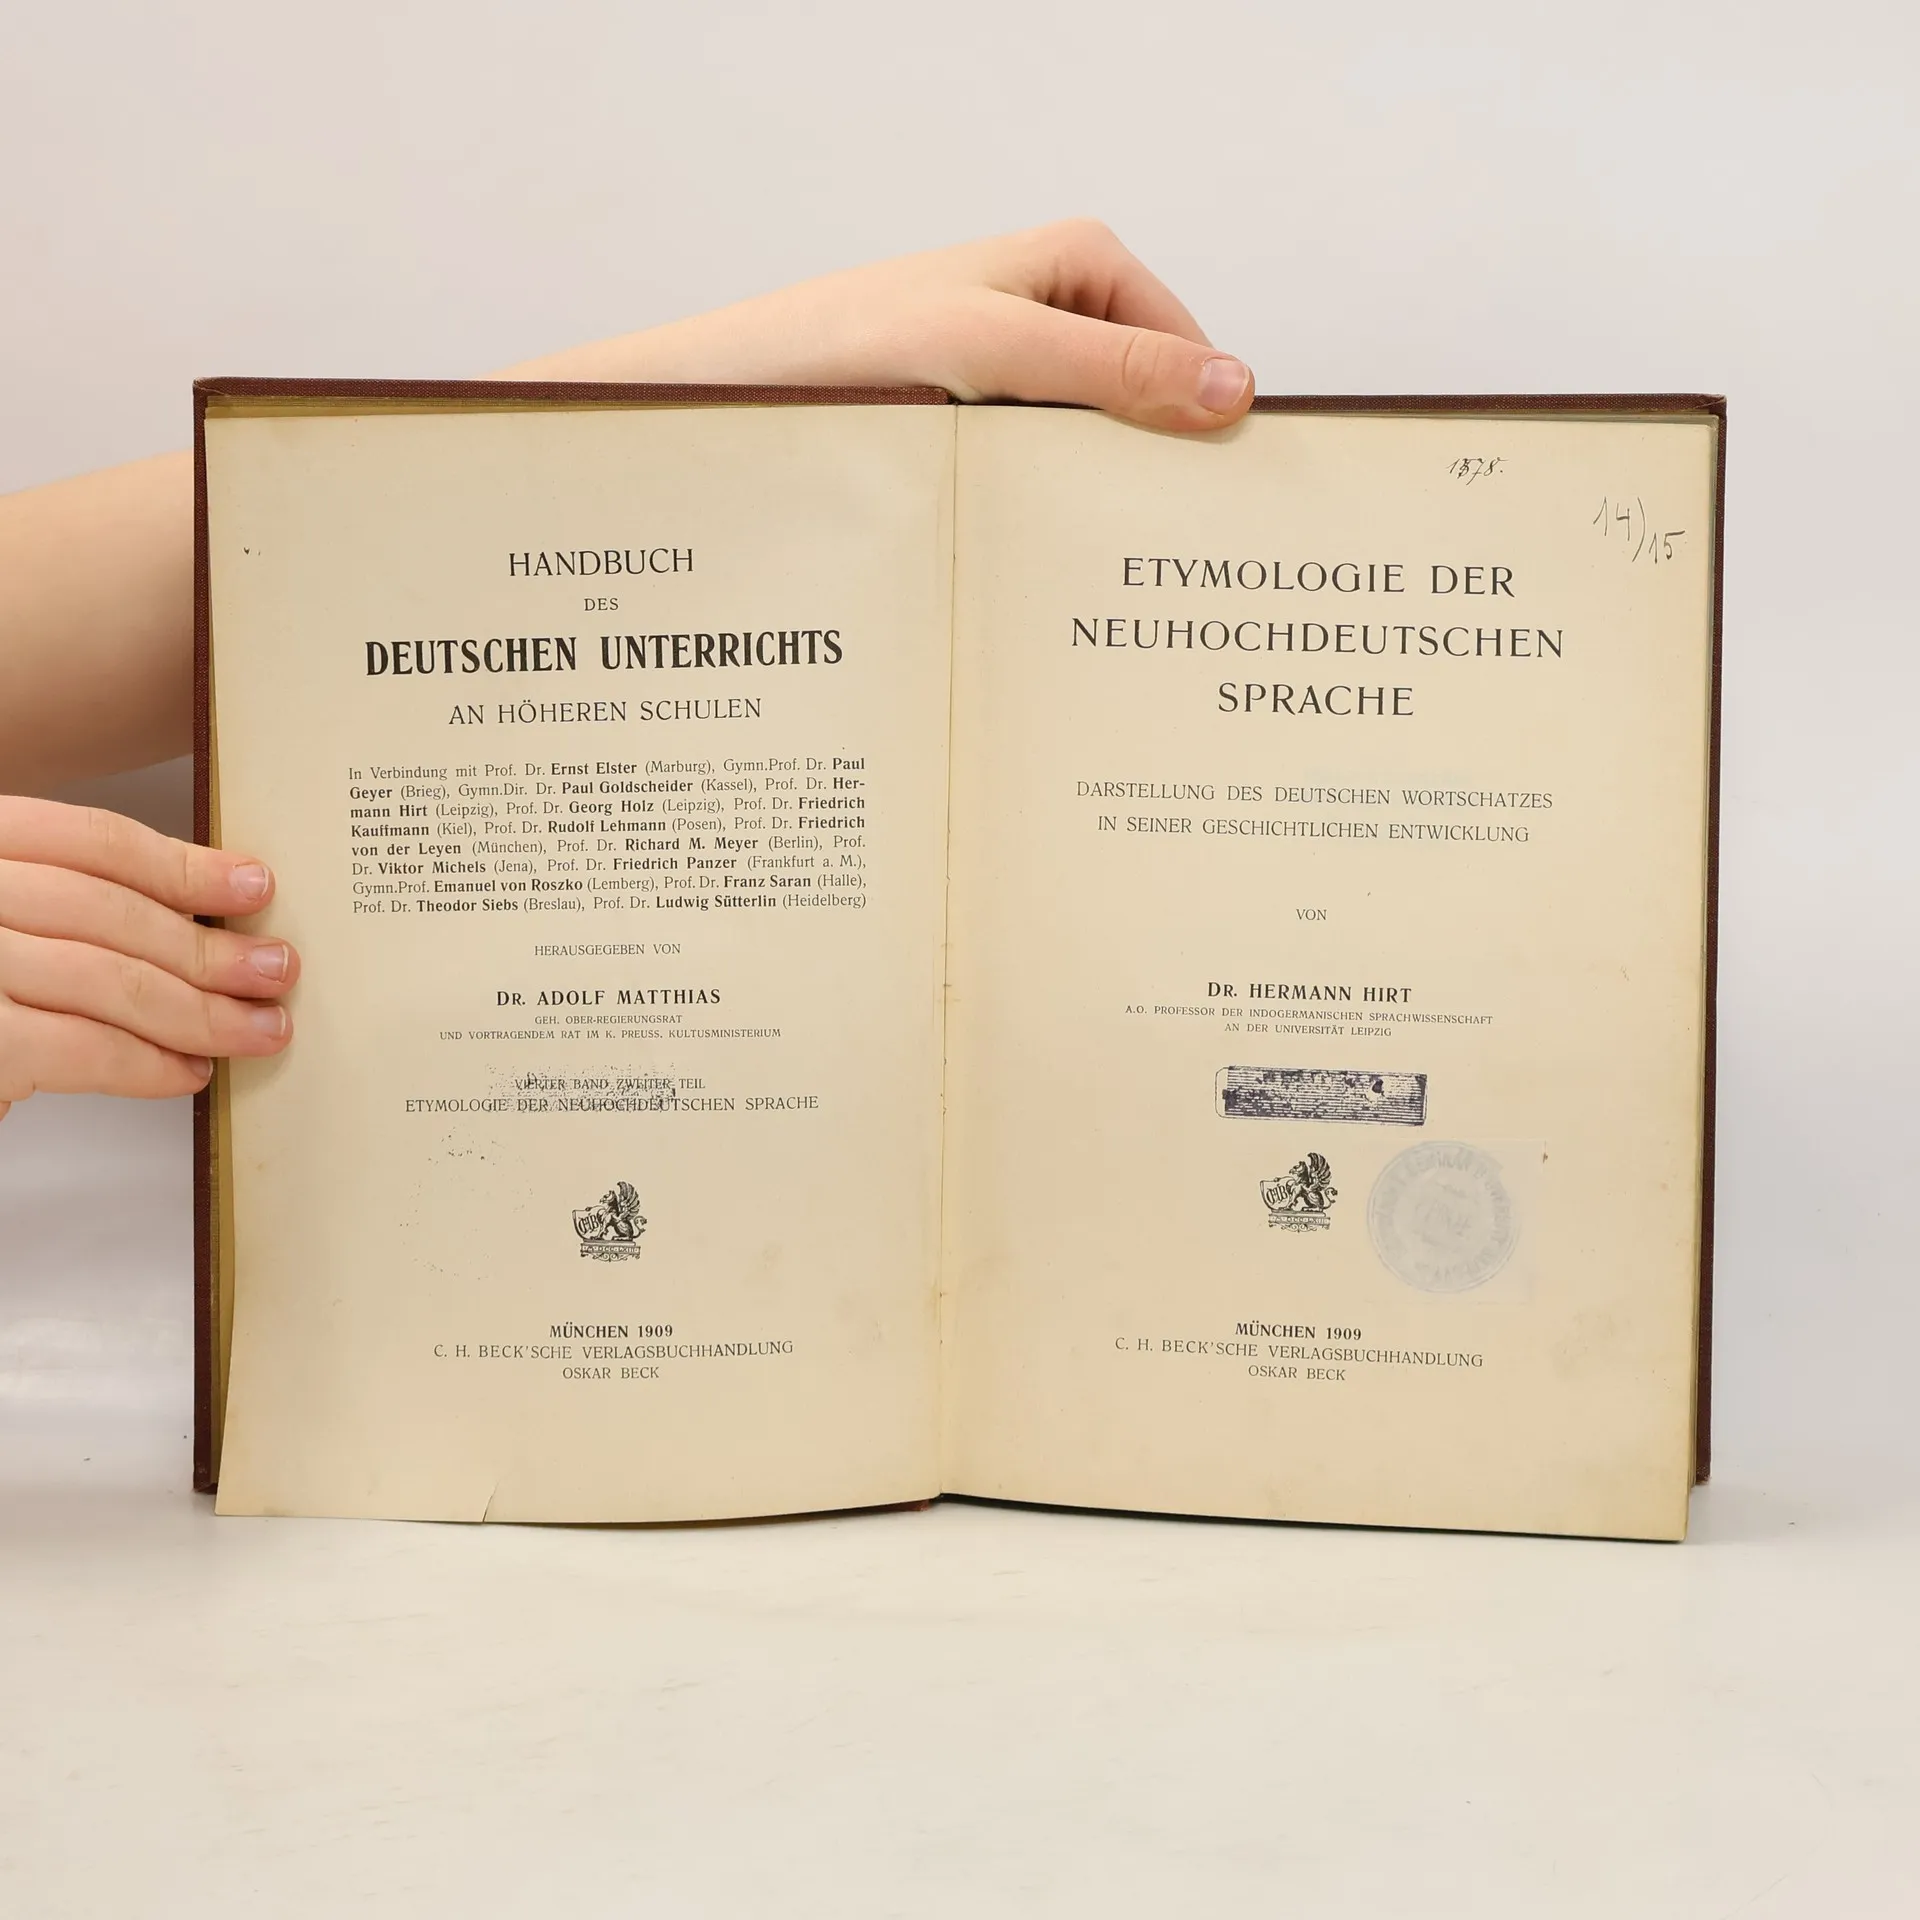 HANDBUCH
DES
DEUTSCHEN UNTERRICHTS
AN HÖHEREN SCHULEN
In Verbindung mit Prof. Dr. Ernst Elster (Marburg), Gymn.Prof. Dr. Paul
Geyer (Brieg), Gymn.Dir. Dr. Paul Goldscheider (Kassel), Prof. Dr. Her-
mann Hirt (Leipzig), Prof. Dr. Georg Holz (Leipzig), Prof. Dr. Friedrich
Kauffmann (Kiel), Prof. Dr. Rudolf Lehmann (Posen), Prof. Dr. Friedrich
von der Leyen (München), Prof. Dr. Richard M. Meyer (Berlin), Prof.
Dr. Viktor Michels (Jena), Prof. Dr. Friedrich Panzer (Frankfurt a. M.),
Gymn.Prof. Emanuel von Roszko (Lemberg), Prof. Dr. Franz Saran (Halle),
Prof. Dr. Theodor Siebs (Breslau), Prof. Dr. Ludwig Sütterlin (Heidelberg)
HERAUSGEGEBEN VON
DR. ADOLF MATTHIAS
GEH. OBER-REGIERUNGSRAT
UND VORTRAGENDEM RAT IM K. PREUSS. KULTUSMINISTERIUM
VIERTER BAND ZWEITER TEIL
ETYMOLOGIE DER NEUHOCHDEUTSCHEN SPRACHE
MÜNCHEN 1909
C. H. BECK'SCHE VERLAGSBUCHHANDLUNG
OSKAR BECK
14)15
ETYMOLOGIE DER
NEUHOCHDEUTSCHEN
SPRACHE
DARSTELLUNG DES DEUTSCHEN WORTSCHATZES
IN SEINER GESCHICHTLICHEN ENTWICKLUNG
VON
DR. HERMANN HIRT
A.O. PROFESSOR DER INDOGERMANISCHEN SPRACHWISSENSCHAFT
AN DER UNIVERSITÄT LEIPZIG
MÜNCHEN 1909
C. H. BECK'SCHE VERLAGSBUCHHANDLUNG
OSKAR BECK